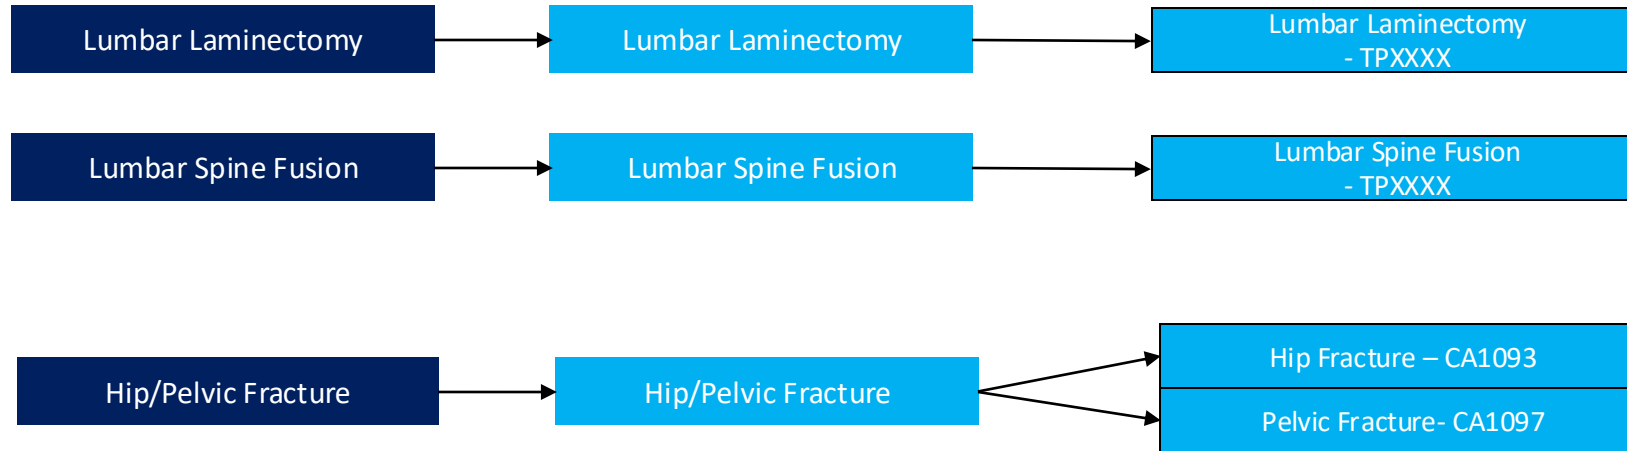 Lumbar Laminectomy
Lumbar Laminectomy
Lumbar Laminectomy
- TPXXXX
Lumbar Spine Fusion
Lumbar Spine Fusion
Lumbar Spine Fusion
- TPXXXX
Hip/Pelvic Fracture
Hip/Pelvic Fracture
Hip Fracture – CA1093
Pelvic Fracture- CA1097